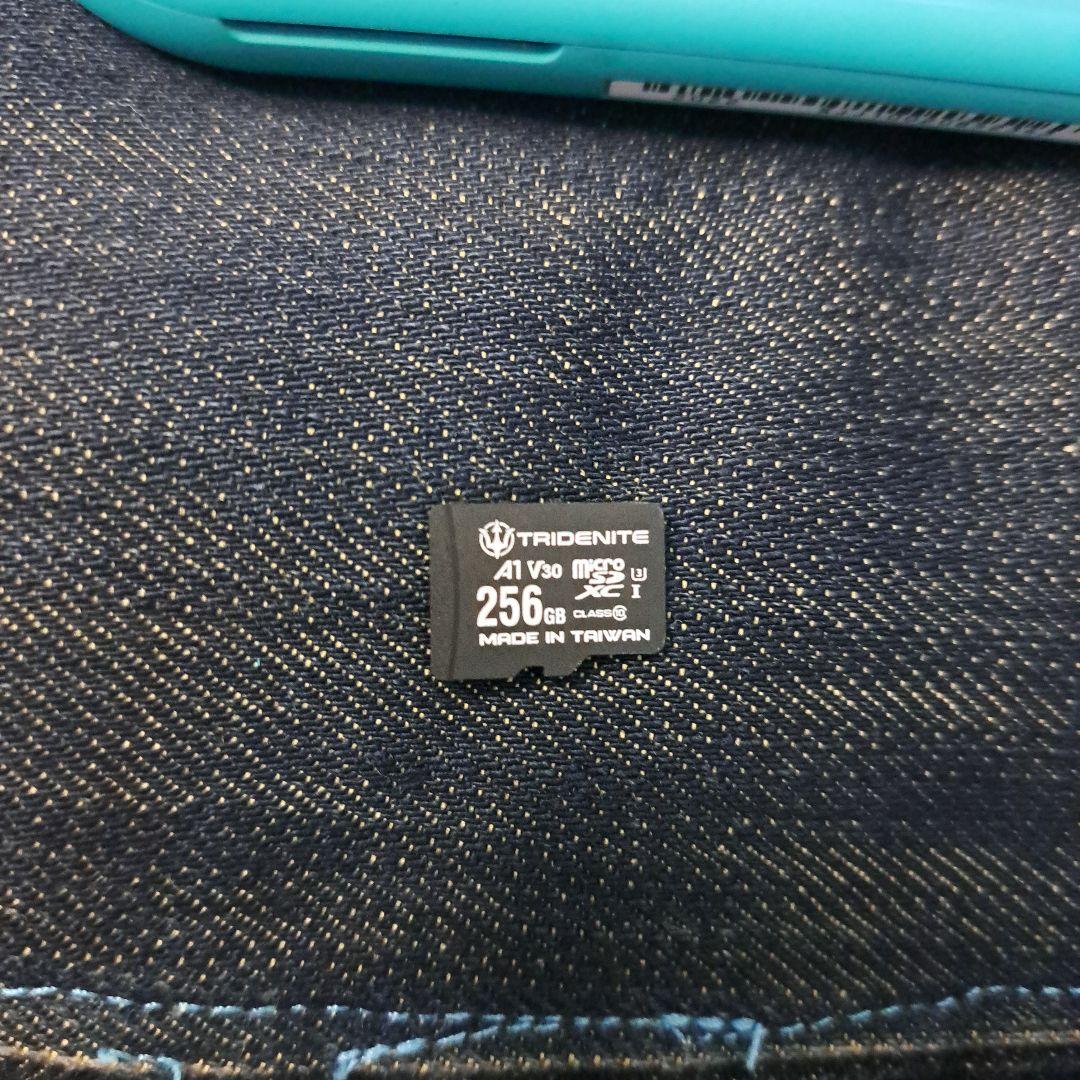 TRIDENITE
A1 V30 micro SD XC U3 I
256GB CLASS10
MADE IN TAIWAN